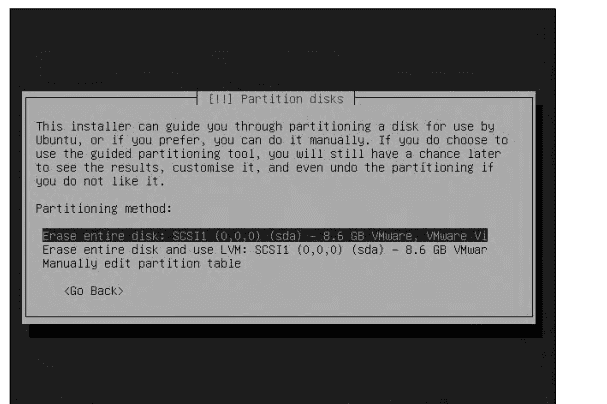 [!!] Partition disks
This installer can guide you through partitioning a disk for use by
Ubuntu, or if you prefer, you can do it manually. If you do choose to
use the guided partitioning tool, you will still have a chance later
to see the results, customise it, and even undo the partitioning if
you do not like it.
Partitioning method:
Erase entire disk: SCSI1 (0,0,0) (sda) - 8.6 GB VMware, VMware Vi
Erase entire disk and use LVM: SCSI1 (0,0,0) (sda) - 8.6 GB VMwar
Manually edit partition table
<Go Back>